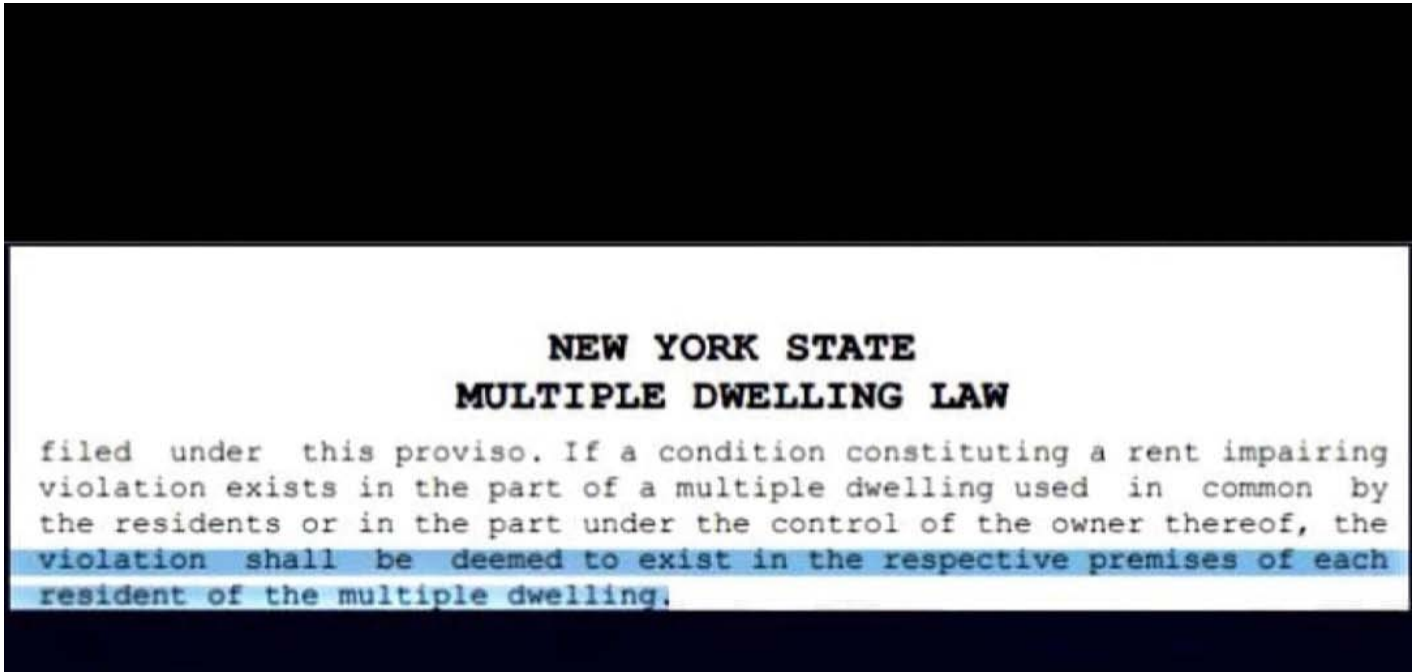 NEW YORK STATE
MULTIPLE DWELLING LAW
filed under this proviso. If a condition constituting a rent impairing
violation exists in the part of a multiple dwelling used in common by
the residents or in the part under the control of the owner thereof, the
violation shall be deemed to exist in the respective premises of each
resident of the multiple dwelling.